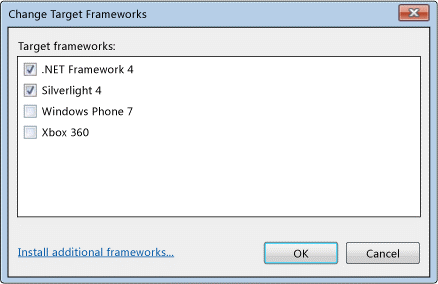 Change Target Frameworks
Target frameworks:
.NET Framework 4
Silverlight 4
Windows Phone 7
Xbox 360
Install additional frameworks...
OK
Cancel